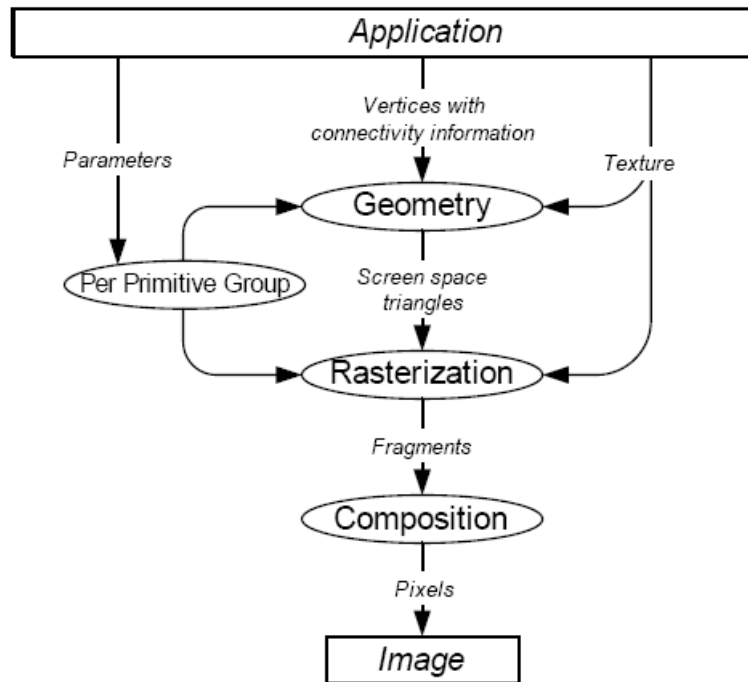 Application
Vertices with
connectivity information
Parameters
Texture
Geometry
Per Primitive Group
Screen space
triangles
Rasterization
Fragments
Composition
Pixels
Image